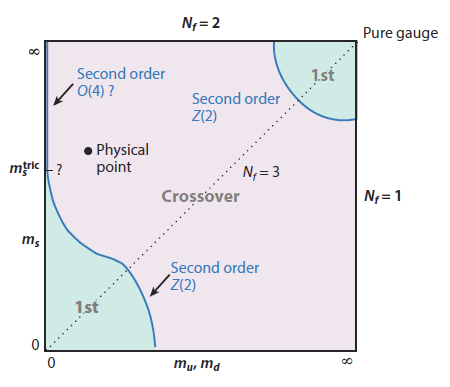 N_f = 2
Pure gauge
∞
Second order
O(4) ?
1st
Second order
Z(2)
Physical
point
m_s^tric
?
N_f = 3
Crossover
N_f = 1
m_s
Second order
Z(2)
1st
0
0
m_u, m_d
∞